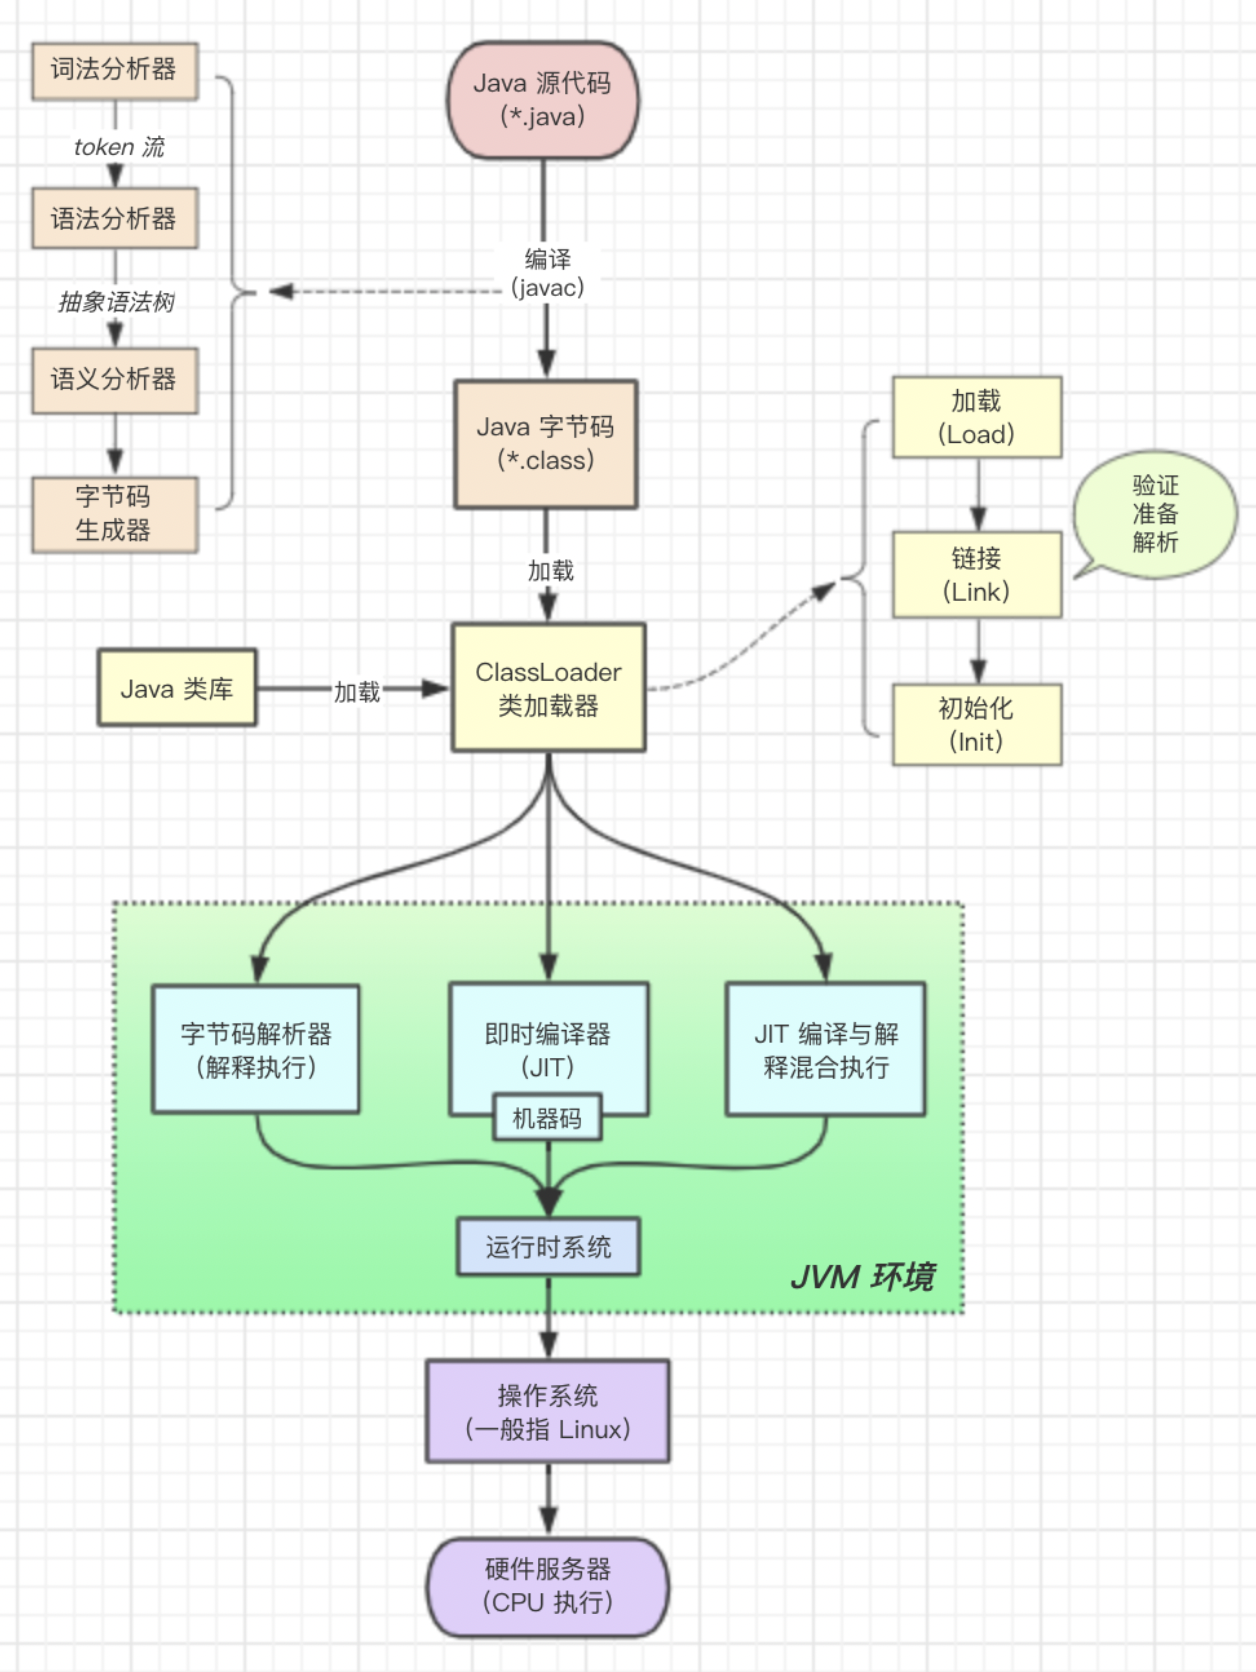 词法分析器
token 流
语法分析器
抽象语法树
语义分析器
字节码
生成器
Java 源代码
(*.java)
编译
(javac)
Java 字节码
(*.class)
加载
Java 类库
加载
ClassLoader
类加载器
加载
(Load)
链接
(Link)
验证
准备
解析
初始化
(Init)
字节码解析器
(解释执行)
即时编译器
(JIT)
机器码
JIT 编译与解
释混合执行
运行时系统
JVM 环境
操作系统
(一般指 Linux)
硬件服务器
(CPU 执行)